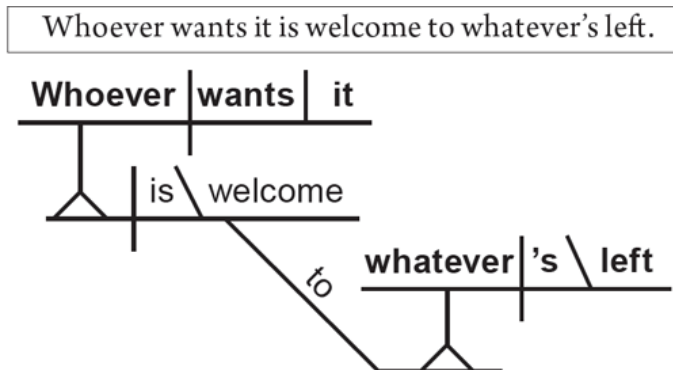 Whoever wants it is welcome to whatever's left.
Whoever wants it
is welcome
to
whatever 's left